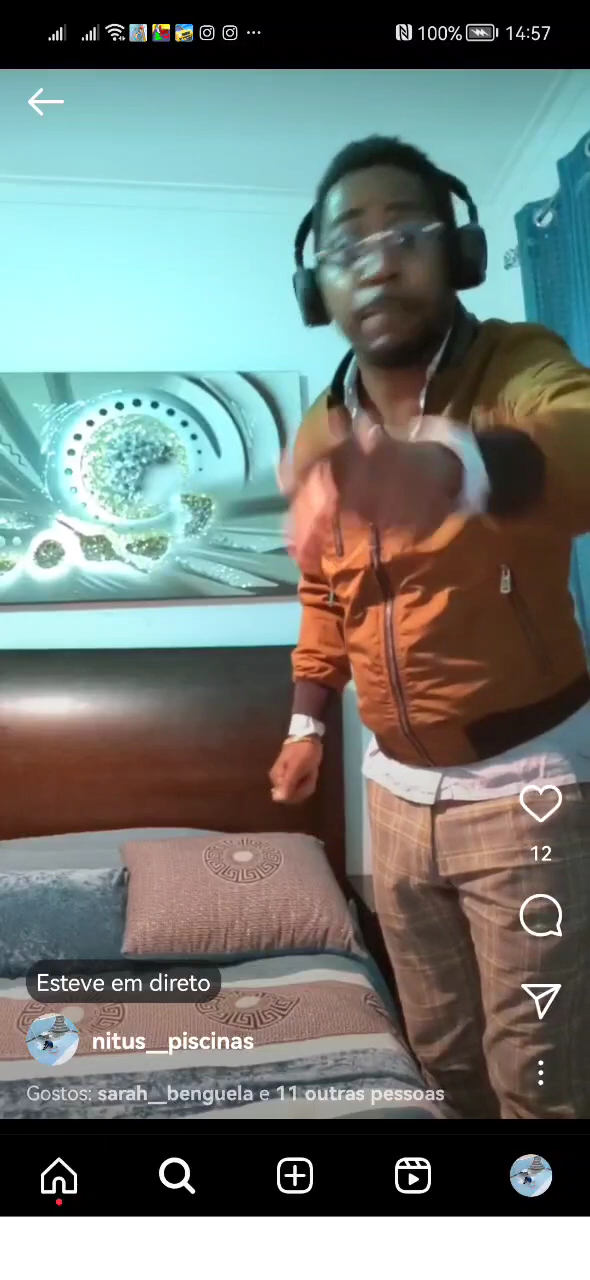 100% 14:57
12
Esteve em direto
nitus__piscinas
Gostos: sarah__benguela e 11 outras pessoas